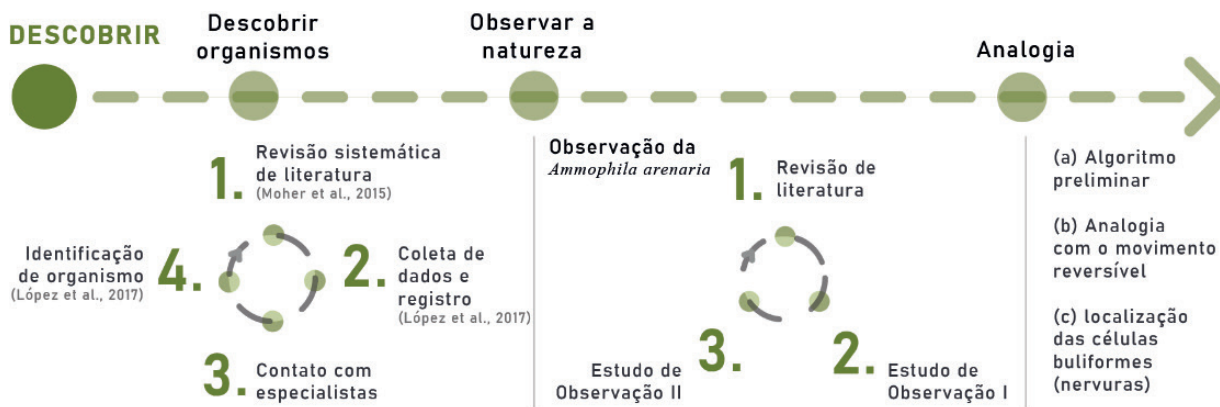 DESCOBRIR
Descobrir
organismos
Observar a
natureza
Analogia
1. Revisão sistemática
de literatura
(Moher et al., 2015)
2. Coleta de
dados e
registro
(López et al., 2017)
3. Contato com
especialistas
4. Identificação
de organismo
(López et al., 2017)
Observação da
Ammophila arenaria
1. Revisão de
literatura
2. Estudo de
Observação I
3. Estudo de
Observação II
(a) Algoritmo
preliminar
(b) Analogia
com o movimento
reversível
(c) localização
das células
buliformes
(nervuras)